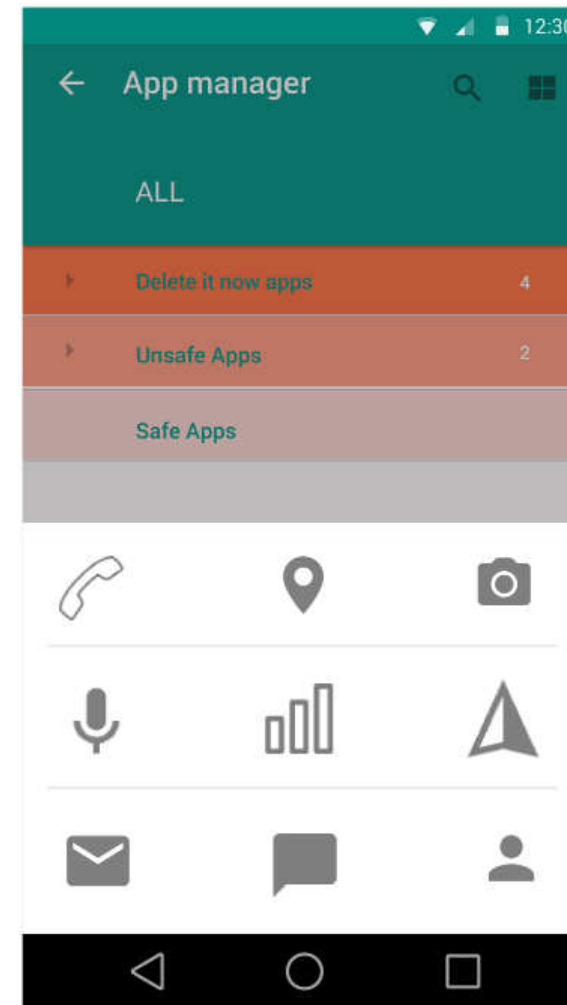 12:30
App manager
ALL
Delete it now apps 4
Unsafe Apps 2
Safe Apps